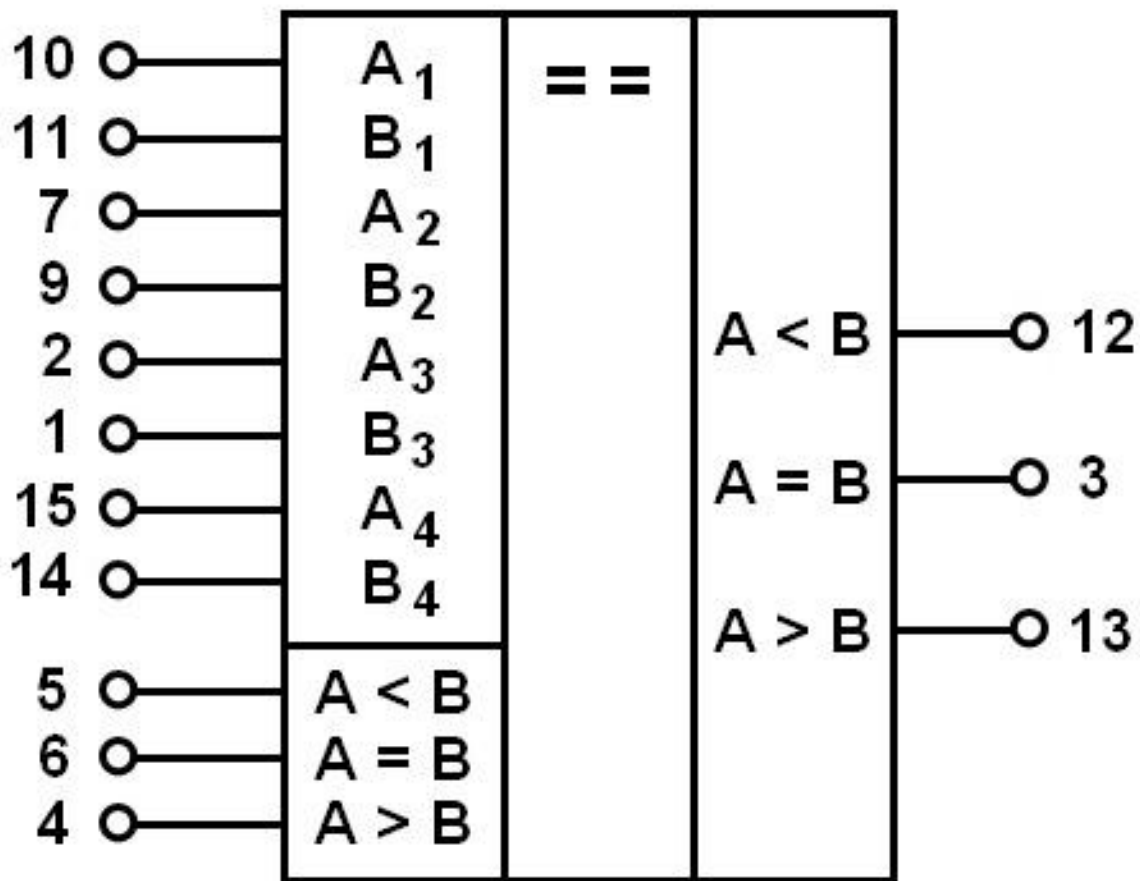 10 A1 ==
11 B1
7 A2
9 B2
A < B 12
2 A3
1 B3
A = B 3
15 A4
14 B4
A > B 13
5 A < B
6 A = B
4 A > B